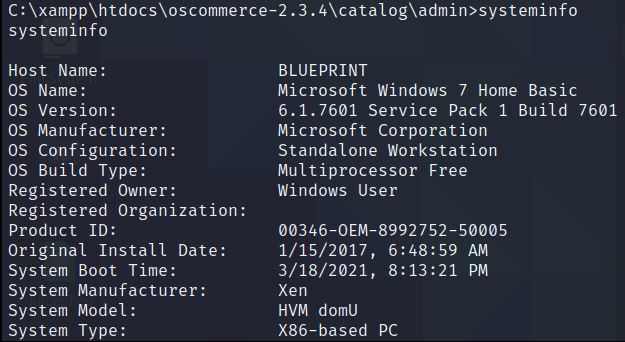 C:\xampp\htdocs\oscommerce-2.3.4\catalog\admin>systeminfo
systeminfo
Host Name: BLUEPRINT
OS Name: Microsoft Windows 7 Home Basic
OS Version: 6.1.7601 Service Pack 1 Build 7601
OS Manufacturer: Microsoft Corporation
OS Configuration: Standalone Workstation
OS Build Type: Multiprocessor Free
Registered Owner: Windows User
Registered Organization:
Product ID: 00346-OEM-8992752-50005
Original Install Date: 1/15/2017, 6:48:59 AM
System Boot Time: 3/18/2021, 8:13:21 PM
System Manufacturer: Xen
System Model: HVM domU
System Type: X86-based PC